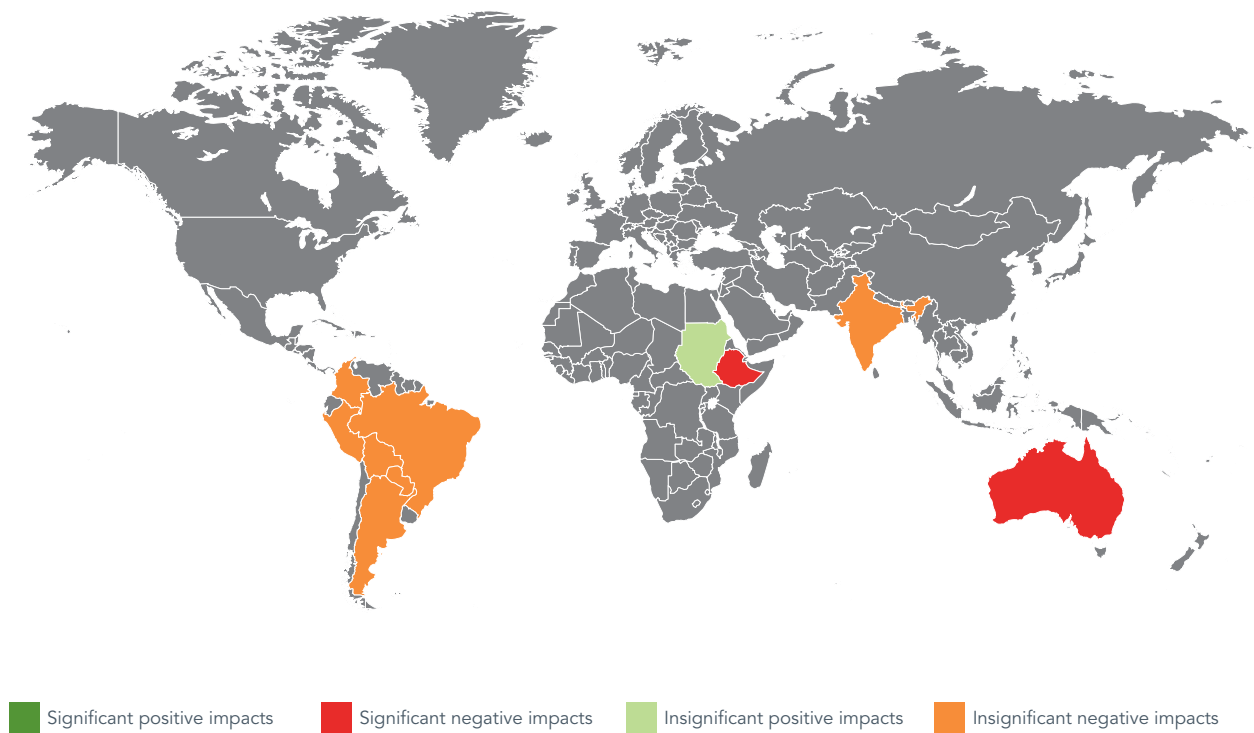 Significant positive impacts
Significant negative impacts
Insignificant positive impacts
Insignificant negative impacts